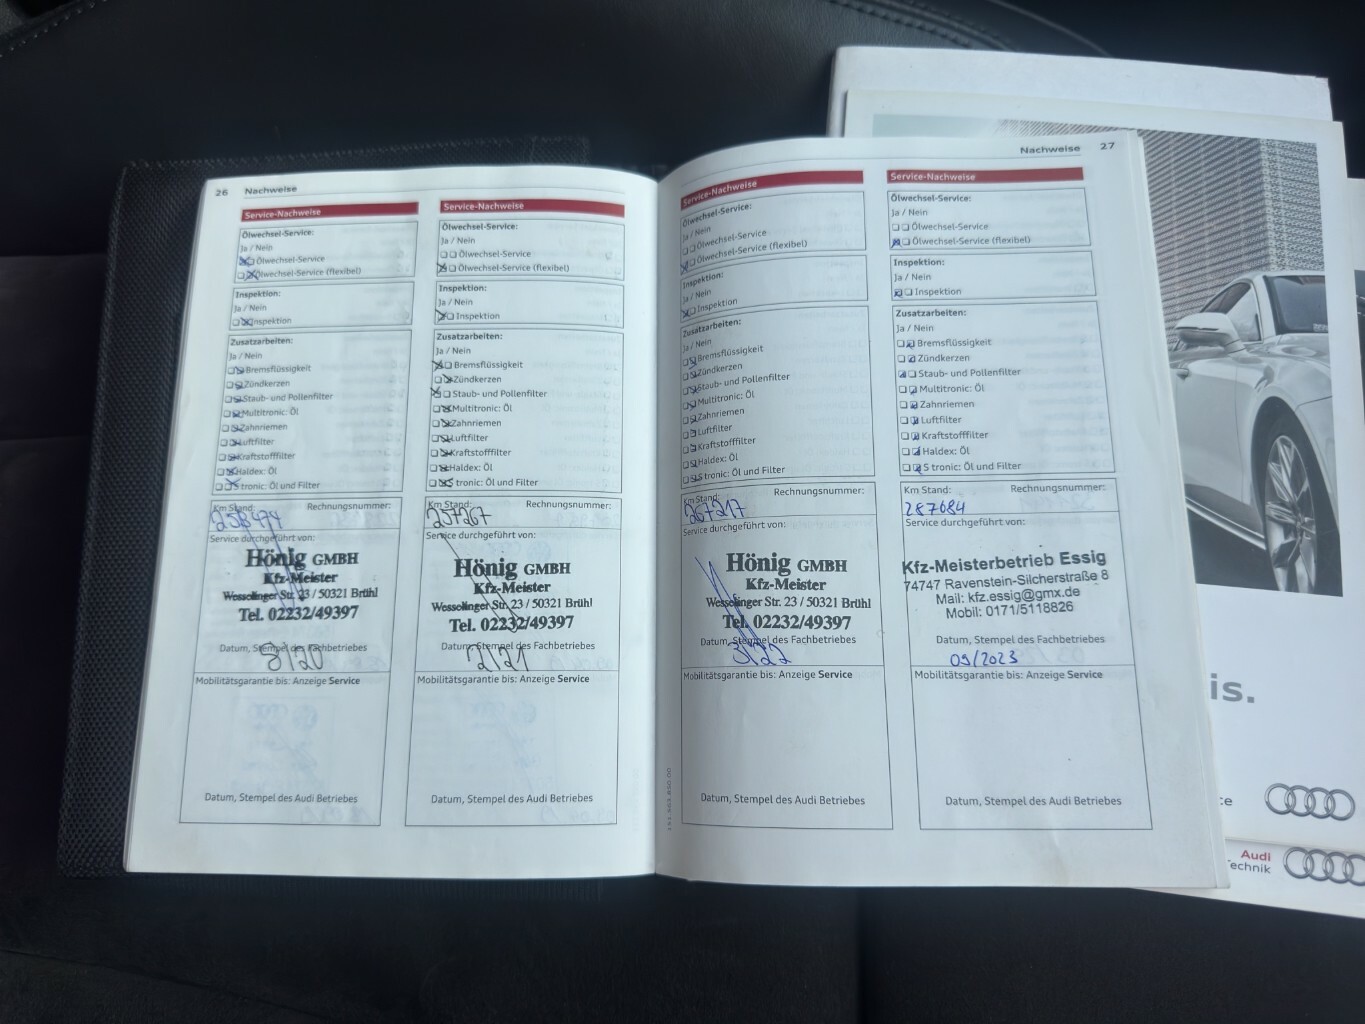 26 Nachweise
Service-Nachweise
Ölwechsel-Service:
Ja / Nein
Ölwechsel-Service
Ölwechsel-Service (flexibel)
Inspektion:
Ja / Nein
Inspektion
Zusatzarbeiten:
Ja / Nein
Bremsflüssigkeit
Zündkerzen
Staub- und Pollenfilter
Multitronic: Öl
Zahnriemen
Luftfilter
Kraftstofffilter
Haldex: Öl
S tronic: Öl und Filter
Km Stand: Rechnungsnummer:
Service durchgeführt von:
Hönig GMBH
Kfz-Meister
Wesselinger Str. 23 / 50321 Brühl
Tel. 02232/49397
Datum, Stempel des Fachbetriebes
8/20
Mobilitätsgarantie bis: Anzeige Service
Datum, Stempel des Audi Betriebes
Service-Nachweise
Ölwechsel-Service:
Ja / Nein
Ölwechsel-Service
Ölwechsel-Service (flexibel)
Inspektion:
Ja / Nein
Inspektion
Zusatzarbeiten:
Ja / Nein
Bremsflüssigkeit
Zündkerzen
Staub- und Pollenfilter
Multitronic: Öl
Zahnriemen
Luftfilter
Kraftstofffilter
Haldex: Öl
S tronic: Öl und Filter
Km Stand: Rechnungsnummer:
257267
Service durchgeführt von:
Hönig GMBH
Kfz-Meister
Wesselinger Str. 23 / 50321 Brühl
Tel. 02232/49397
Datum, Stempel des Fachbetriebes
2/21
Mobilitätsgarantie bis: Anzeige Service
Datum, Stempel des Audi Betriebes
Nachweise 27
Service-Nachweise
Ölwechsel-Service:
Ja / Nein
Ölwechsel-Service
Ölwechsel-Service (flexibel)
Inspektion:
Ja / Nein
Inspektion
Zusatzarbeiten:
Ja / Nein
Bremsflüssigkeit
Zündkerzen
Staub- und Pollenfilter
Multitronic: Öl
Zahnriemen
Luftfilter
Kraftstofffilter
Haldex: Öl
S tronic: Öl und Filter
Km Stand: Rechnungsnummer:
267217
Service durchgeführt von:
Hönig GMBH
Kfz-Meister
Wesselinger Str. 23 / 50321 Brühl
Tel. 02232/49397
Datum, Stempel des Fachbetriebes
3/22
Mobilitätsgarantie bis: Anzeige Service
Datum, Stempel des Audi Betriebes
Service-Nachweise
Ölwechsel-Service:
Ja / Nein
Ölwechsel-Service
Ölwechsel-Service (flexibel)
Inspektion:
Ja / Nein
Inspektion
Zusatzarbeiten:
Ja / Nein
Bremsflüssigkeit
Zündkerzen
Staub- und Pollenfilter
Multitronic: Öl
Zahnriemen
Luftfilter
Kraftstofffilter
Haldex: Öl
S tronic: Öl und Filter
Km Stand: Rechnungsnummer:
287684
Service durchgeführt von:
Kfz-Meisterbetrieb Essig
74747 Ravenstein-Silcherstraße 8
Mail: kfz.essig@gmx.de
Mobil: 0171/5118826
Datum, Stempel des Fachbetriebes
09/2023
Mobilitätsgarantie bis: Anzeige Service
Datum, Stempel des Audi Betriebes
is.
ce
Audi
echnik